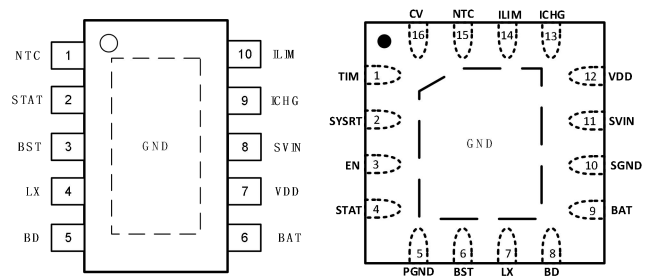 NTC 1 10 ILIM
STAT 2 9 ICHG
BST 3 GND 8 SVIN
LX 4 7 VDD
BD 5 6 BAT
CV NTC ILIM ICHG
16 15 14 13
TIM 1 12 VDD
SYSRT 2 11 SVIN
GND
EN 3 10 SGND
STAT 4 9 BAT
5 6 7 8
PGND BST LX BD